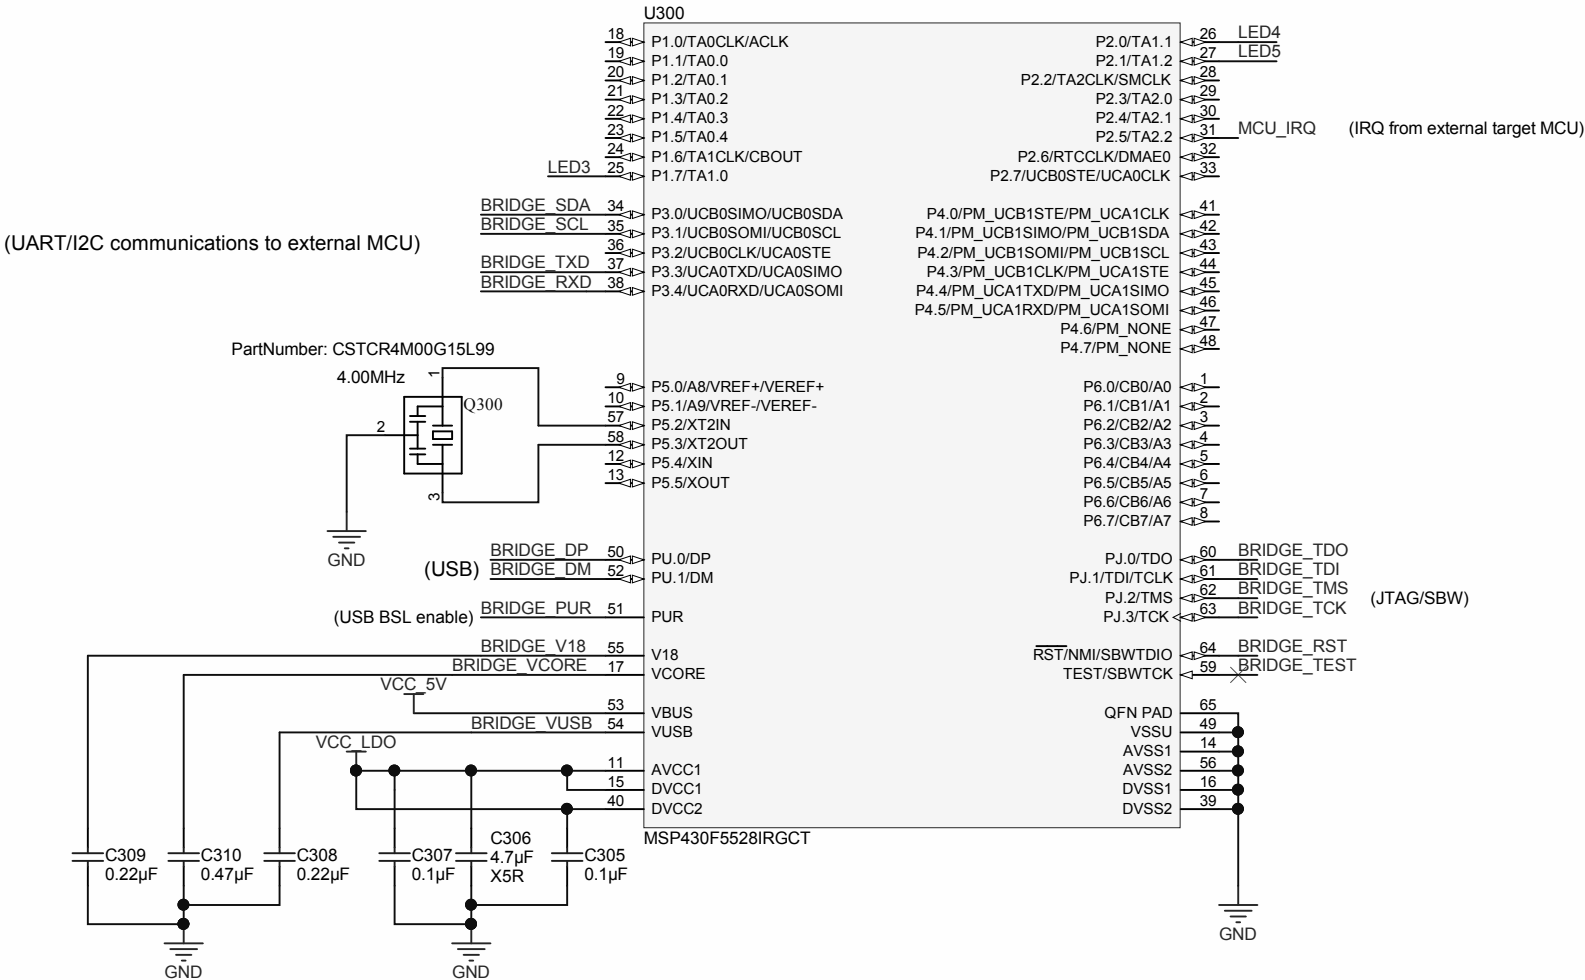 U300
18 P1.0/TA0CLK/ACLK P2.0/TA1.1 26 LED4
19 P1.1/TA0.0 P2.1/TA1.2 27 LED5
20 P1.2/TA0.1 P2.2/TA2CLK/SMCLK 28
21 P1.3/TA0.2 P2.3/TA2.0 29
22 P1.4/TA0.3 P2.4/TA2.1 30
23 P1.5/TA0.4 P2.5/TA2.2 31 MCU_IRQ (IRQ from external target MCU)
24 P1.6/TA1CLK/CBOUT P2.6/RTCCLK/DMAE0 32
LED3 25 P1.7/TA1.0 P2.7/UCB0STE/UCA0CLK 33
BRIDGE_SDA 34 P3.0/UCB0SIMO/UCB0SDA P4.0/PM_UCB1STE/PM_UCA1CLK 41
BRIDGE_SCL 35 P3.1/UCB0SOMI/UCB0SCL P4.1/PM_UCB1SIMO/PM_UCB1SDA 42
(UART/I2C communications to external MCU)
36 P3.2/UCB0CLK/UCA0STE P4.2/PM_UCB1SOMI/PM_UCB1SCL 43
BRIDGE_TXD 37 P3.3/UCA0TXD/UCA0SIMO P4.3/PM_UCB1CLK/PM_UCA1STE 44
BRIDGE_RXD 38 P3.4/UCA0RXD/UCA0SOMI P4.4/PM_UCA1TXD/PM_UCA1SIMO 45
P4.5/PM_UCA1RXD/PM_UCA1SOMI 46
P4.6/PM_NONE 47
P4.7/PM_NONE 48
PartNumber: CSTCR4M00G15L99
4.00MHz 1
9 P5.0/A8/VREF+/VEREF+ P6.0/CB0/A0 1
Q300 10 P5.1/A9/VREF-/VEREF- P6.1/CB1/A1 2
2 57 P5.2/XT2IN P6.2/CB2/A2 3
58 P5.3/XT2OUT P6.3/CB3/A3 4
12 P5.4/XIN P6.4/CB4/A4 5
13 P5.5/XOUT P6.5/CB5/A5 6
3 P6.6/CB6/A6 7
P6.7/CB7/A7 8
GND
BRIDGE_DP 50 PU.0/DP PJ.0/TDO 60 BRIDGE_TDO
(USB) BRIDGE_DM 52 PU.1/DM PJ.1/TDI/TCLK 61 BRIDGE_TDI
PJ.2/TMS 62 BRIDGE_TMS (JTAG/SBW)
(USB BSL enable) BRIDGE_PUR 51 PUR PJ.3/TCK 63 BRIDGE_TCK
BRIDGE_V18 55 V18 RST/NMI/SBWTDIO 64 BRIDGE_RST
BRIDGE_VCORE 17 VCORE TEST/SBWTCK 59 BRIDGE_TEST
VCC_5V 53 VBUS QFN PAD 65
BRIDGE_VUSB 54 VUSB VSSU 49
VCC_LDO AVSS1 14
11 AVCC1 AVSS2 56
15 DVCC1 DVSS1 16
40 DVCC2 DVSS2 39
MSP430F5528IRGCT
C309 0.22µF
C310 0.47µF
C308 0.22µF
C307 0.1µF
C306 4.7µF X5R
C305 0.1µF
GND
GND
GND